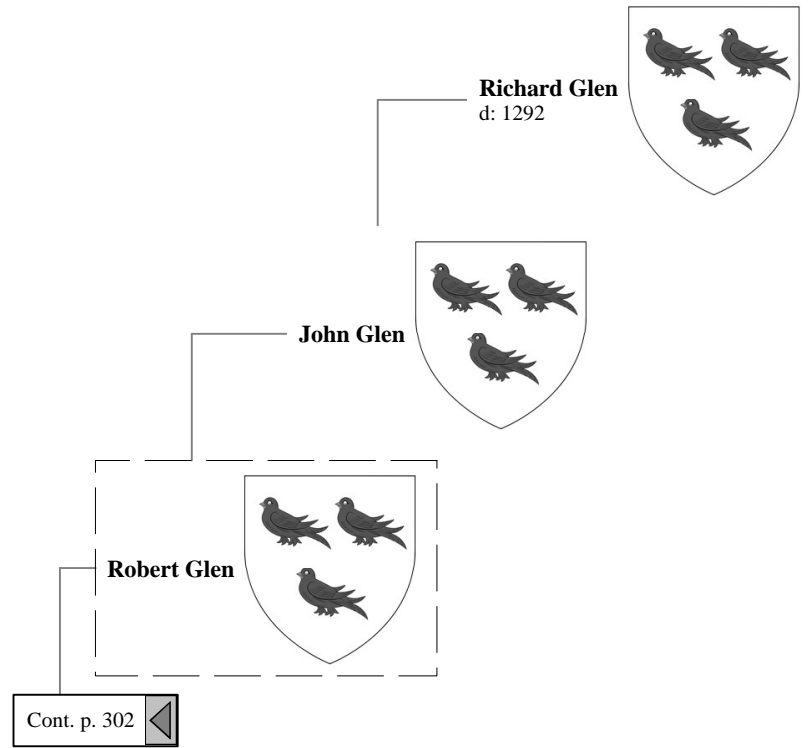 Richard Glen
d: 1292
John Glen
Robert Glen
Cont. p. 302